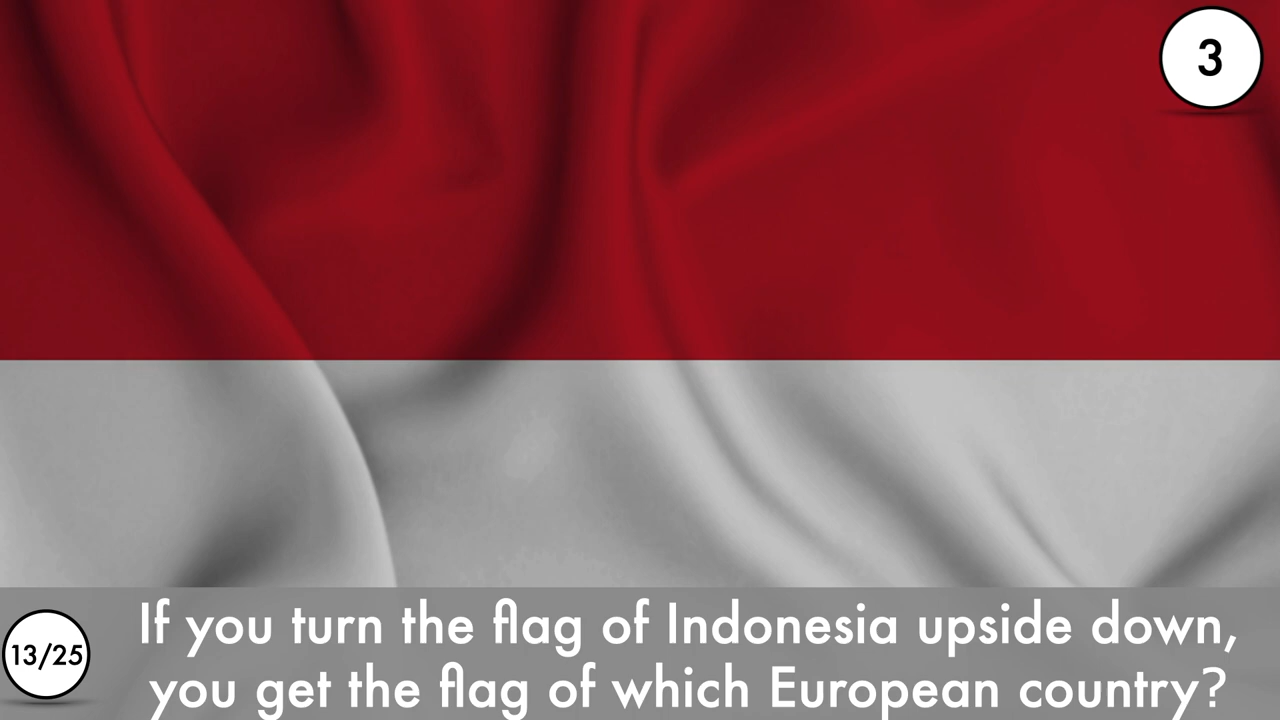 3
13/25
If you turn the flag of Indonesia upside down,
you get the flag of which European country?